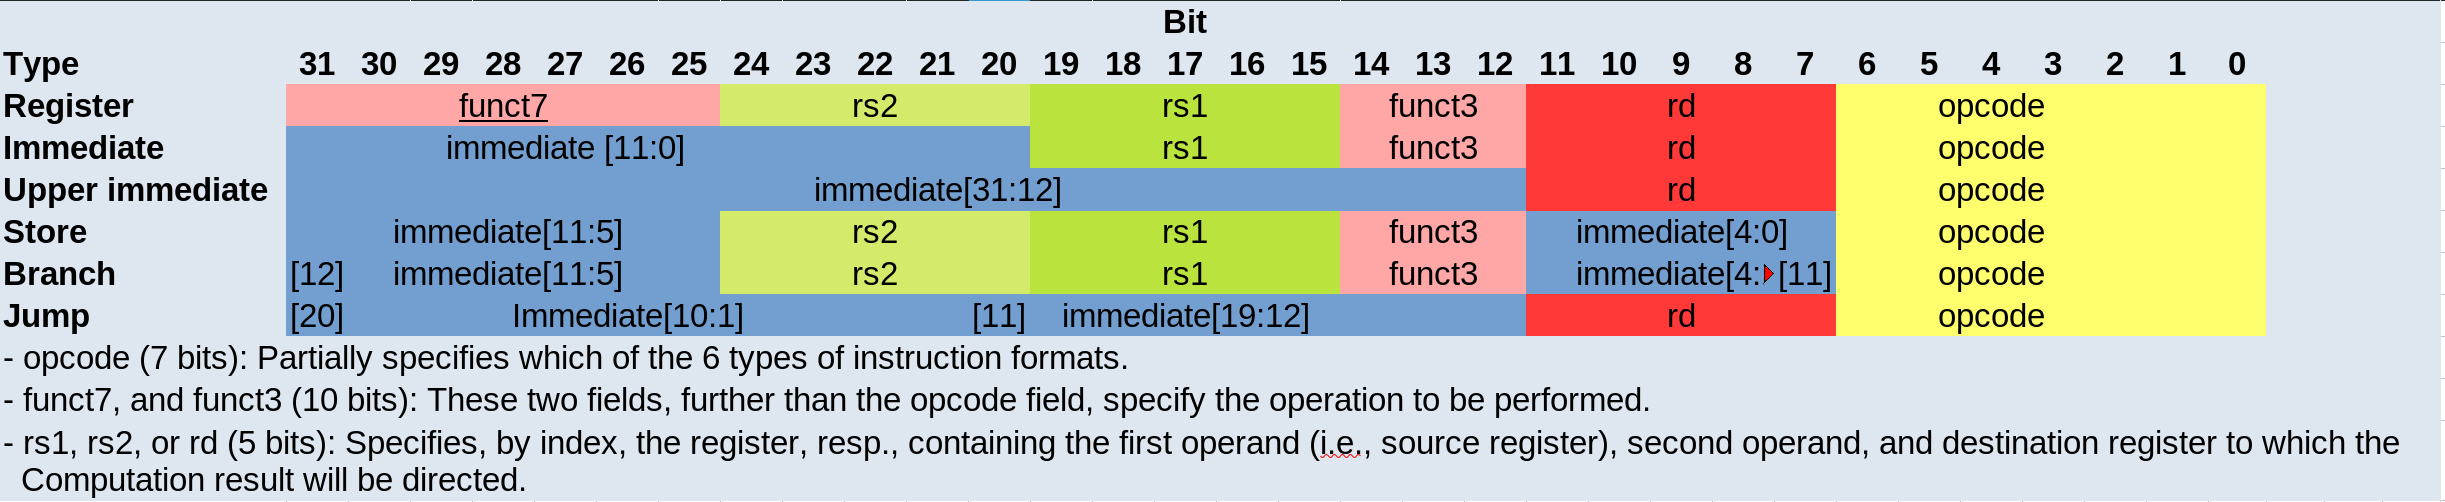 Bit
Type 31 30 29 28 27 26 25 24 23 22 21 20 19 18 17 16 15 14 13 12 11 10 9 8 7 6 5 4 3 2 1 0
Register funct7 rs2 rs1 funct3 rd opcode
Immediate immediate [11:0] rs1 funct3 rd opcode
Upper immediate immediate[31:12] rd opcode
Store immediate[11:5] rs2 rs1 funct3 immediate[4:0] opcode
Branch [12] immediate[11:5] rs2 rs1 funct3 immediate[4: [11] opcode
Jump [20] Immediate[10:1] [11] immediate[19:12] rd opcode
- opcode (7 bits): Partially specifies which of the 6 types of instruction formats.
- funct7, and funct3 (10 bits): These two fields, further than the opcode field, specify the operation to be performed.
- rs1, rs2, or rd (5 bits): Specifies, by index, the register, resp., containing the first operand (i.e., source register), second operand, and destination register to which the
Computation result will be directed.